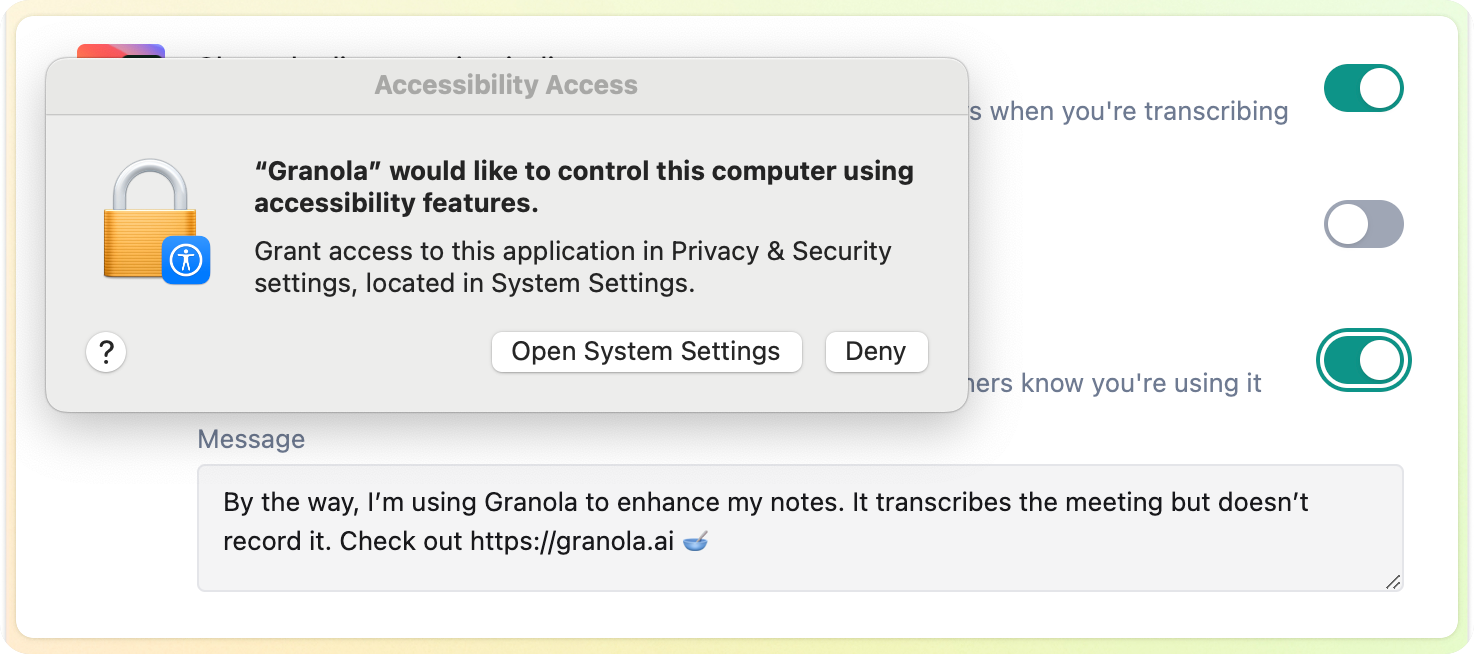 Accessibility Access
s when you're transcribing
“Granola” would like to control this computer using
accessibility features.
Grant access to this application in Privacy & Security
settings, located in System Settings.
?
Open System Settings
Deny
hers know you're using it
Message
By the way, I’m using Granola to enhance my notes. It transcribes the meeting but doesn’t
record it. Check out https://granola.ai 🥣